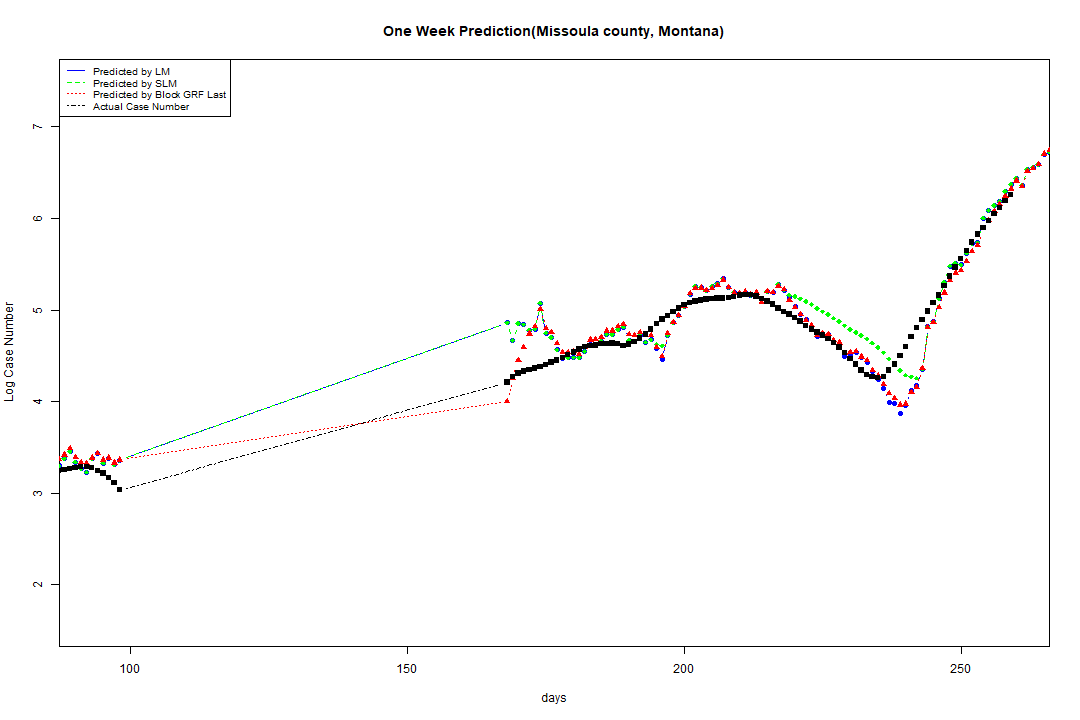 One Week Prediction(Missoula county, Montana)
Predicted by LM
Predicted by SLM
Predicted by Block GRF Last
Actual Case Number
Log Case Number
7
6
5
4
3
2
100
150
200
250
days